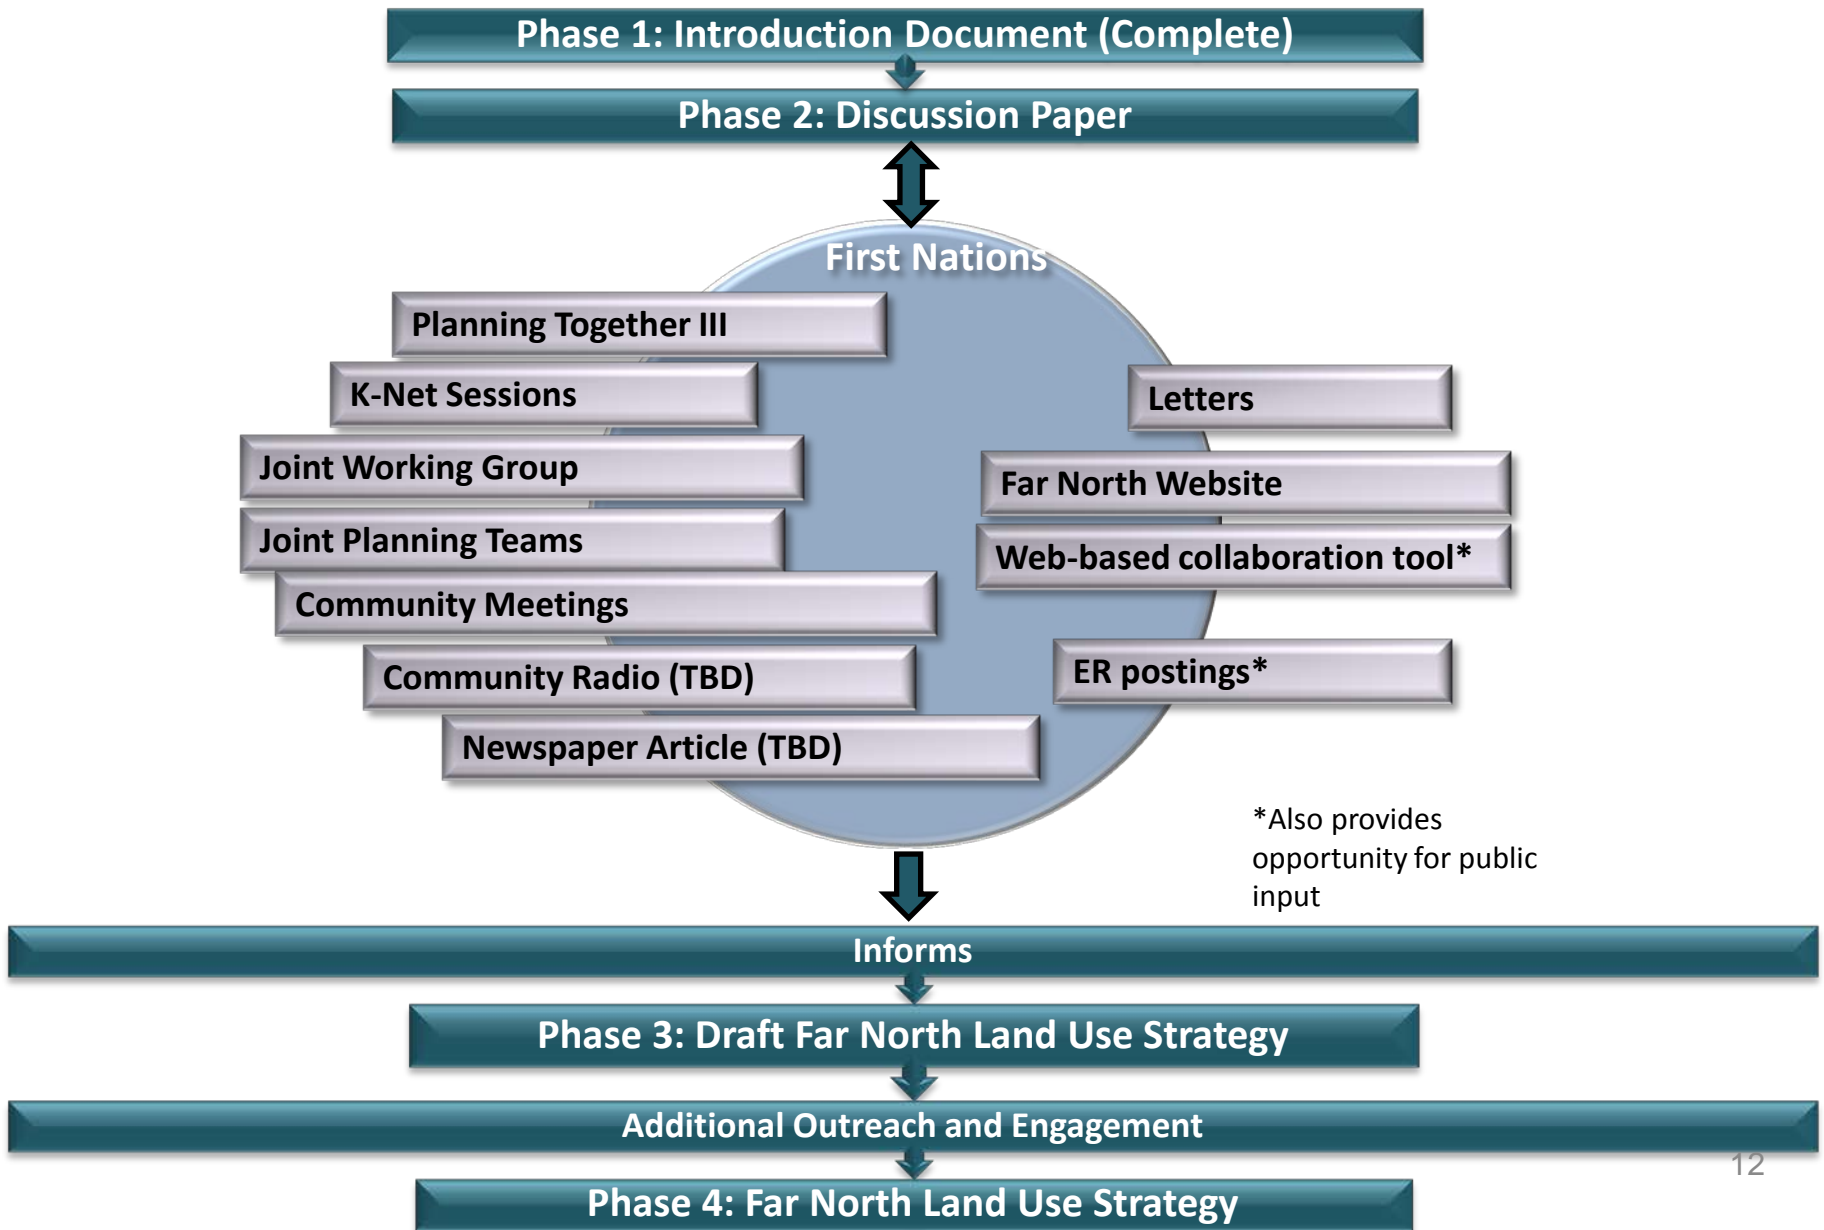 Phase 1: Introduction Document (Complete)
Phase 2: Discussion Paper
First Nations
Planning Together III
K-Net Sessions
Joint Working Group
Joint Planning Teams
Community Meetings
Community Radio (TBD)
Newspaper Article (TBD)
Letters
Far North Website
Web-based collaboration tool*
ER postings*
*Also provides
opportunity for public
input
Informs
Phase 3: Draft Far North Land Use Strategy
Additional Outreach and Engagement
12
Phase 4: Far North Land Use Strategy